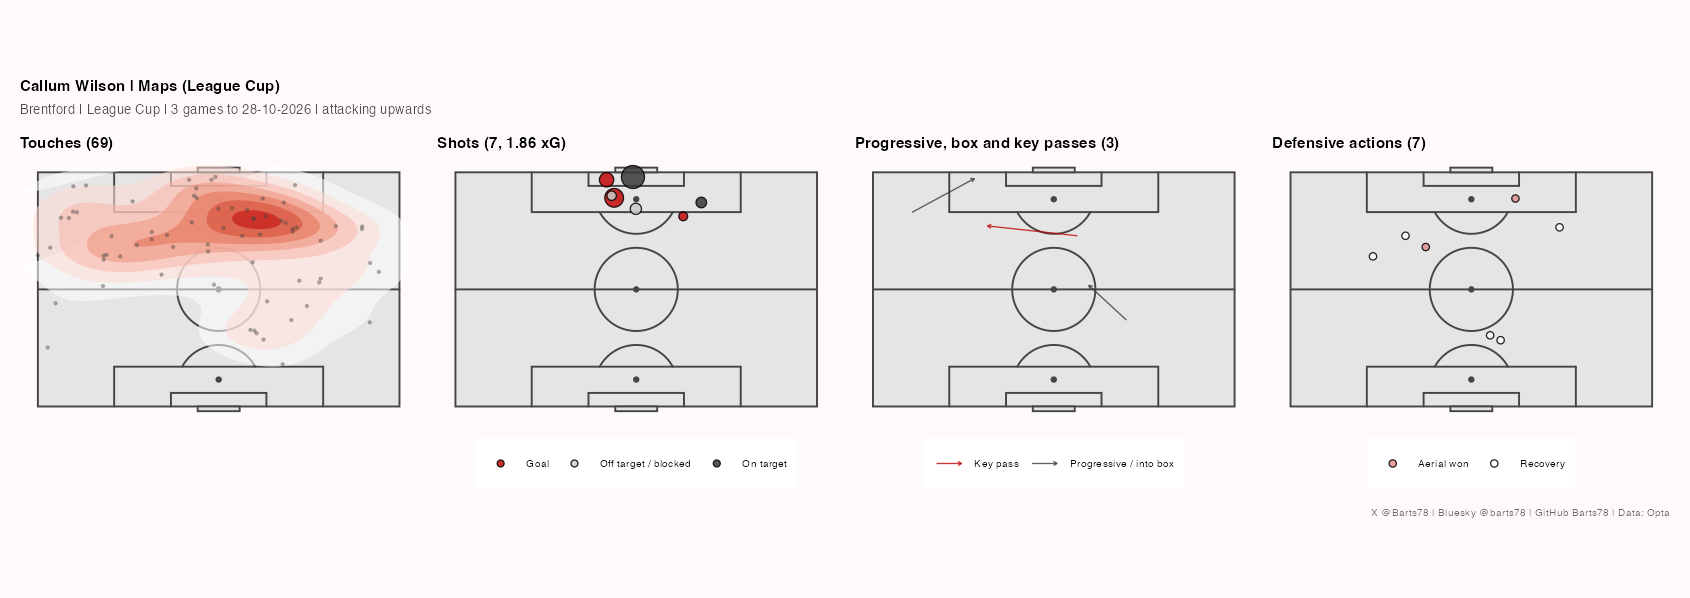 Callum Wilson | Maps (League Cup)
Brentford | League Cup | 3 games to 28-10-2026 | attacking upwards
Touches (69)
Shots (7, 1.86 xG)
Progressive, box and key passes (3)
Defensive actions (7)
Goal
Off target / blocked
On target
Key pass
Progressive / into box
Aerial won
Recovery
X @Barts78 | Bluesky @barts78 | GitHub Barts78 | Data: Opta